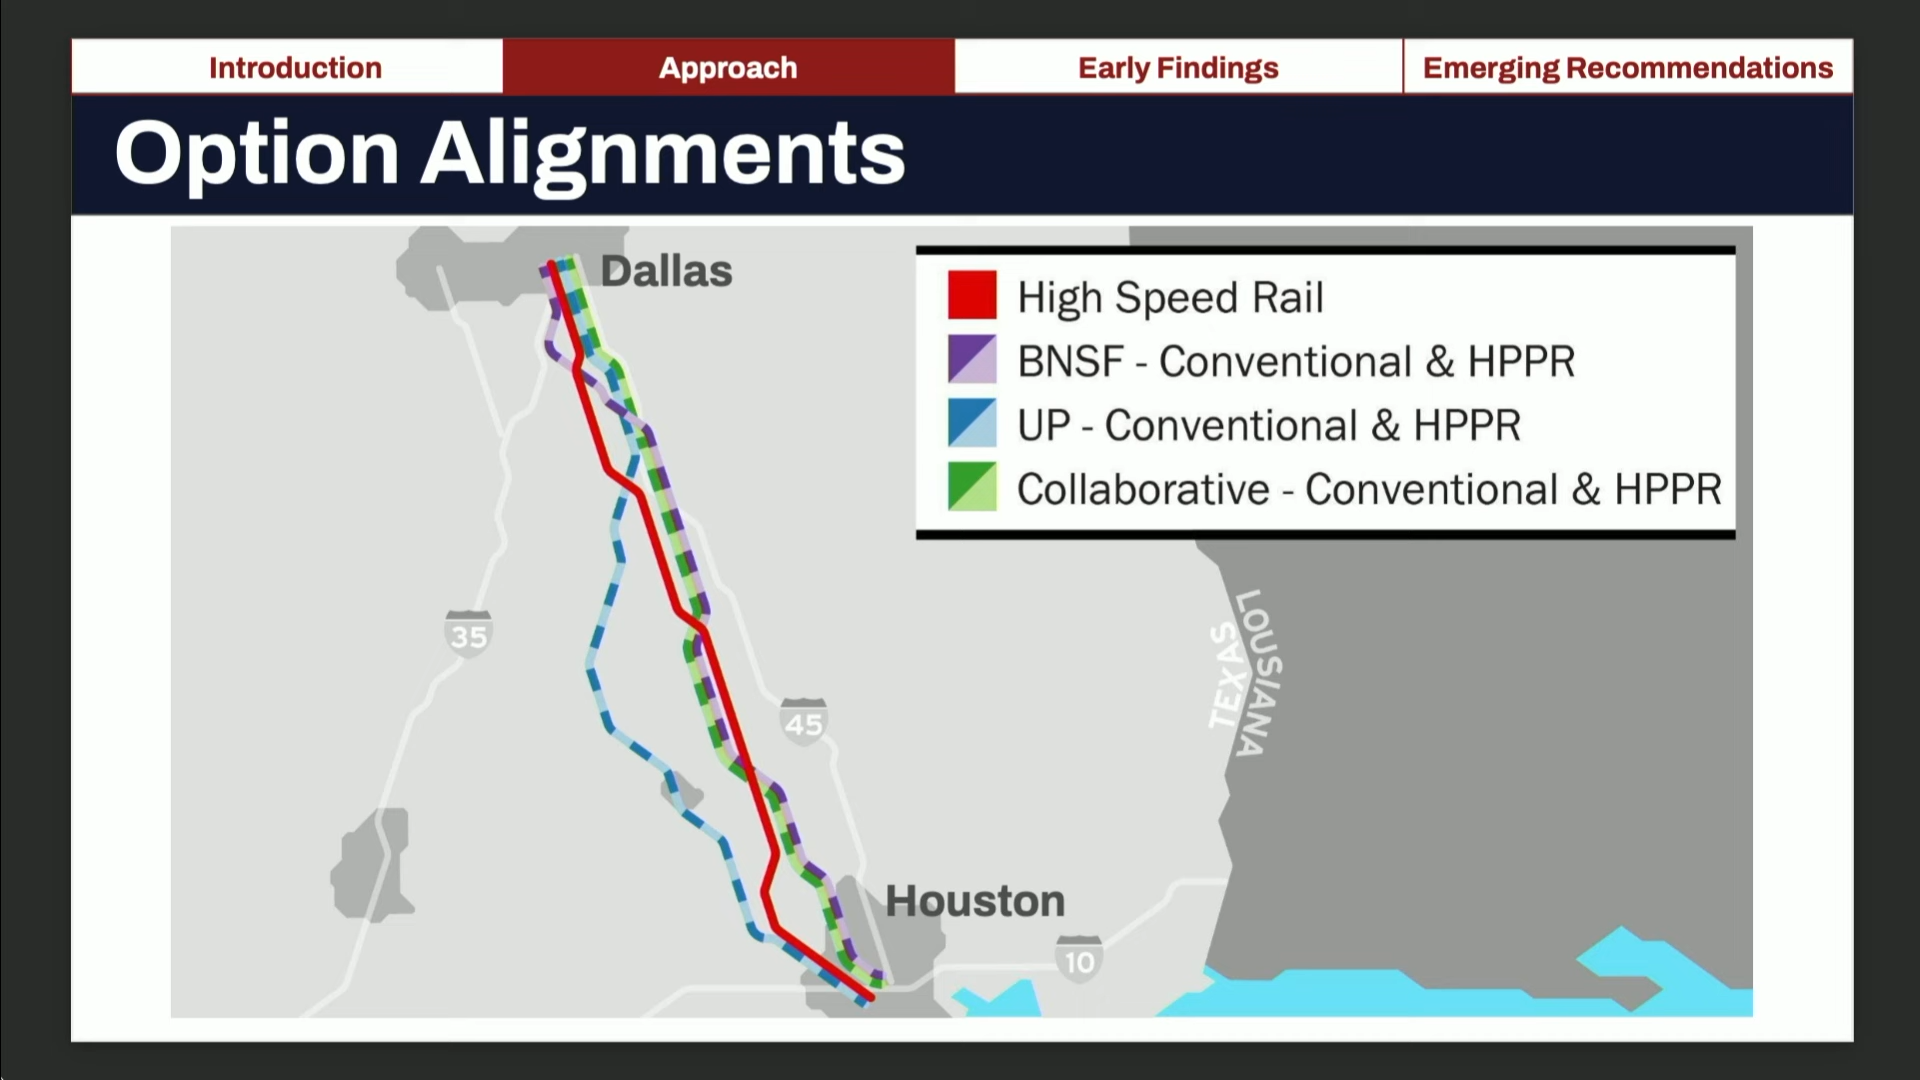 Introduction
Approach
Early Findings
Emerging Recommendations
Option Alignments
Dallas
High Speed Rail
BNSF - Conventional & HPPR
UP - Conventional & HPPR
Collaborative - Conventional & HPPR
35
45
TEXAS
LOUSIANA
Houston
10